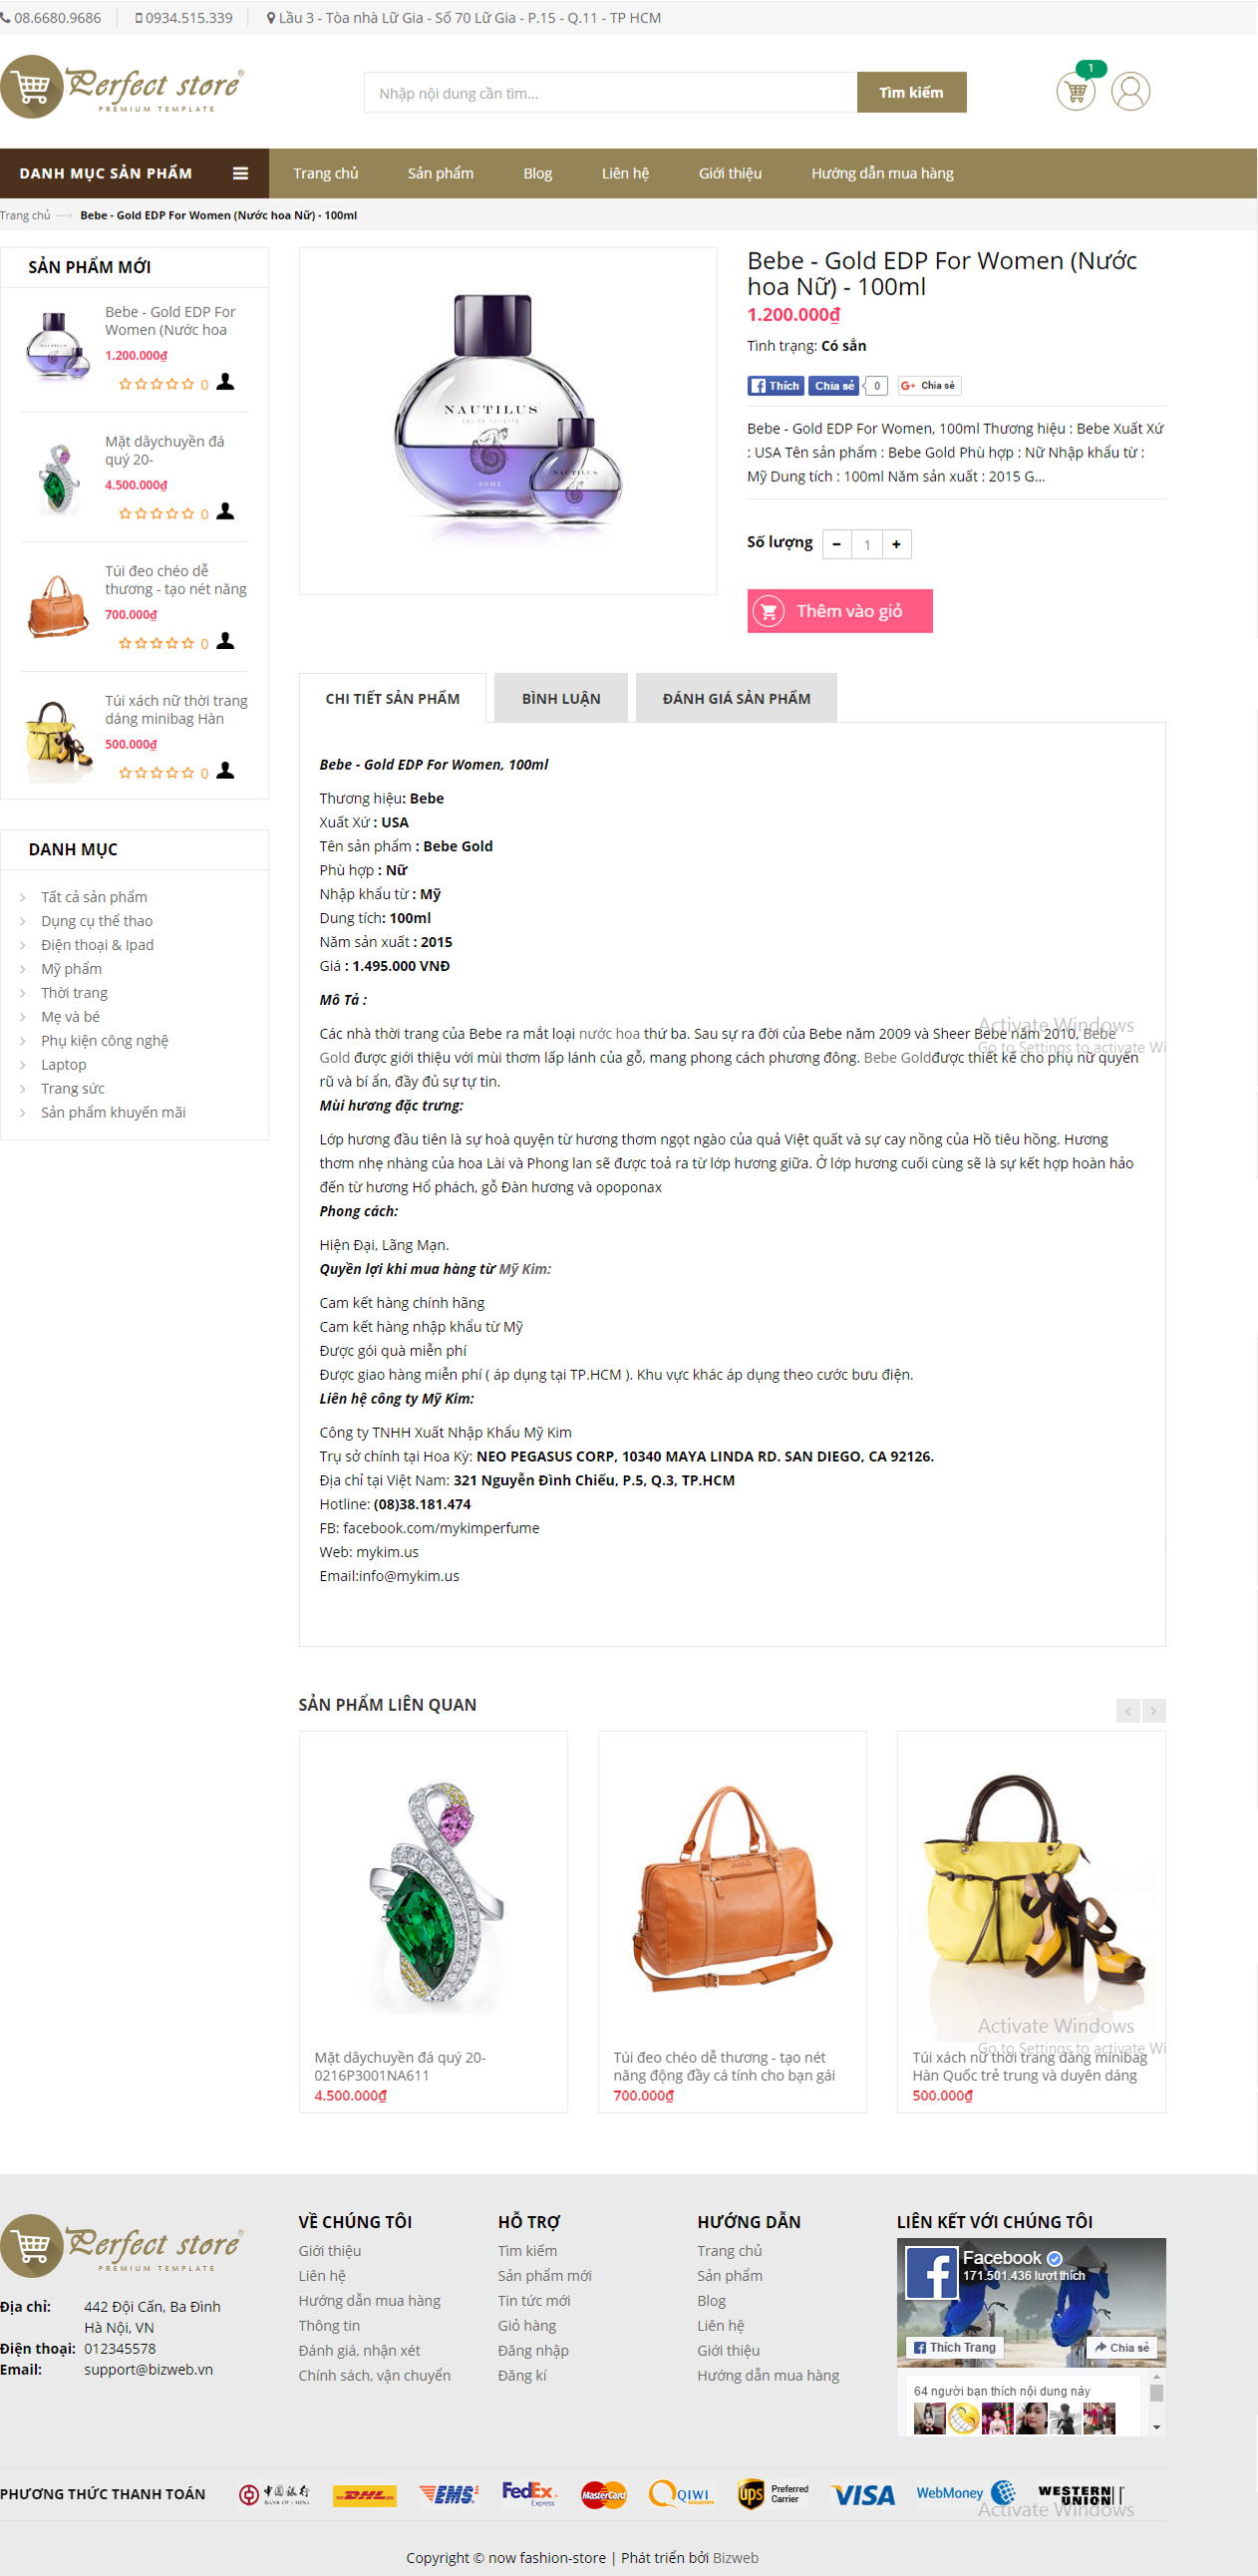 08.6680.9686 0934.515.339 Lầu 3 - Tòa nhà Lữ Gia - Số 70 Lữ Gia - P.15 - Q.11 - TP HCM
Perfect store®
PREMIUM TEMPLATE
Nhập nội dung cần tìm...
Tìm kiếm
1
DANH MỤC SẢN PHẨM
Trang chủ Sản phẩm Blog Liên hệ Giới thiệu Hướng dẫn mua hàng
Trang chủ Bebe - Gold EDP For Women (Nước hoa Nữ) - 100ml
SẢN PHẨM MỚI
Bebe - Gold EDP For
Women (Nước hoa
1.200.000₫
0
Mặt dâychuyền đá
quý 20-
4.500.000₫
0
Túi đeo chéo dễ
thương - tạo nét năng
700.000₫
0
Túi xách nữ thời trang
dáng minibag Hàn
500.000₫
0
DANH MỤC
Tất cả sản phẩm
Dụng cụ thể thao
Điện thoại & Ipad
Mỹ phẩm
Thời trang
Mẹ và bé
Phụ kiện công nghệ
Laptop
Trang sức
Sản phẩm khuyến mãi
NAUTILUS
EAU DE TOILETTE
50ML
Bebe - Gold EDP For Women (Nước
hoa Nữ) - 100ml
1.200.000₫
Tình trạng: Có sẳn
Thích Chia sẻ 0 G+ Chia sẻ
Bebe - Gold EDP For Women, 100ml Thương hiệu : Bebe Xuất Xứ
: USA Tên sản phẩm : Bebe Gold Phù hợp : Nữ Nhập khẩu từ :
Mỹ Dung tích : 100ml Năm sản xuất : 2015 G...
Số lượng - 1 +
Thêm vào giỏ
CHI TIẾT SẢN PHẨM BÌNH LUẬN ĐÁNH GIÁ SẢN PHẨM
Bebe - Gold EDP For Women, 100ml
Thương hiệu: Bebe
Xuất Xứ : USA
Tên sản phẩm : Bebe Gold
Phù hợp : Nữ
Nhập khẩu từ : Mỹ
Dung tích: 100ml
Năm sản xuất : 2015
Giá : 1.495.000 VNĐ
Mô Tả :
Các nhà thời trang của Bebe ra mắt loại nước hoa thứ ba. Sau sự ra đời của Bebe năm 2009 và Sheer Bebe năm 2010, Bebe
Gold được giới thiệu với mùi thơm lấp lánh của gỗ, mang phong cách phương đông. Bebe Goldđược thiết kế cho phụ nữ quyến
rũ và bí ẩn, đầy đủ sự tự tin.
Activate Windows
Go to Settings to activate Wi
Mùi hương đặc trưng:
Lớp hương đầu tiên là sự hoà quyện từ hương thơm ngọt ngào của quả Việt quất và sự cay nồng của Hồ tiêu hồng. Hương
thơm nhẹ nhàng của hoa Lài và Phong lan sẽ được toả ra từ lớp hương giữa. Ở lớp hương cuối cùng sẽ là sự kết hợp hoàn hảo
đến từ hương Hổ phách, gỗ Đàn hương và opoponax
Phong cách:
Hiện Đại, Lãng Mạn.
Quyền lợi khi mua hàng từ Mỹ Kim:
Cam kết hàng chính hãng
Cam kết hàng nhập khẩu từ Mỹ
Được gói quà miễn phí
Được giao hàng miễn phí ( áp dụng tại TP.HCM ). Khu vực khác áp dụng theo cước bưu điện.
Liên hệ công ty Mỹ Kim:
Công ty TNHH Xuất Nhập Khẩu Mỹ Kim
Trụ sở chính tại Hoa Kỳ: NEO PEGASUS CORP, 10340 MAYA LINDA RD. SAN DIEGO, CA 92126.
Địa chỉ tại Việt Nam: 321 Nguyễn Đình Chiểu, P.5, Q.3, TP.HCM
Hotline: (08)38.181.474
FB: facebook.com/mykimperfume
Web: mykim.us
Email:info@mykim.us
SẢN PHẨM LIÊN QUAN
Mặt dâychuyền đá quý 20-
0216P3001NA611
4.500.000₫
Túi đeo chéo dễ thương - tạo nét
năng động đầy cá tính cho bạn gái
700.000₫
Activate Windows
Go to Settings to activate Wi
Túi xách nữ thời trang dáng minibag
Hàn Quốc trẻ trung và duyên dáng
500.000₫
Perfect store®
PREMIUM TEMPLATE
Địa chỉ: 442 Đội Cấn, Ba Đình
Hà Nội, VN
Điện thoại: 012345578
Email: support@bizweb.vn
VỀ CHÚNG TÔI
Giới thiệu
Liên hệ
Hướng dẫn mua hàng
Thông tin
Đánh giá, nhận xét
Chính sách, vận chuyển
HỖ TRỢ
Tìm kiếm
Sản phẩm mới
Tin tức mới
Giỏ hàng
Đăng nhập
Đăng kí
HƯỚNG DẪN
Trang chủ
Sản phẩm
Blog
Liên hệ
Giới thiệu
Hướng dẫn mua hàng
LIÊN KẾT VỚI CHÚNG TÔI
Facebook
171.501.436 lượt thích
Thích Trang Chia sẻ
64 người bạn thích nội dung này
PHƯƠNG THỨC THANH TOÁN
中国银行
BANK OF CHINA
DHL
EMS
FedEx
Express
MasterCard
QIWI
ups Preferred
Carrier
VISA
WebMoney
WESTERN
UNION
Activate Windows
Copyright © now fashion-store | Phát triển bởi Bizweb